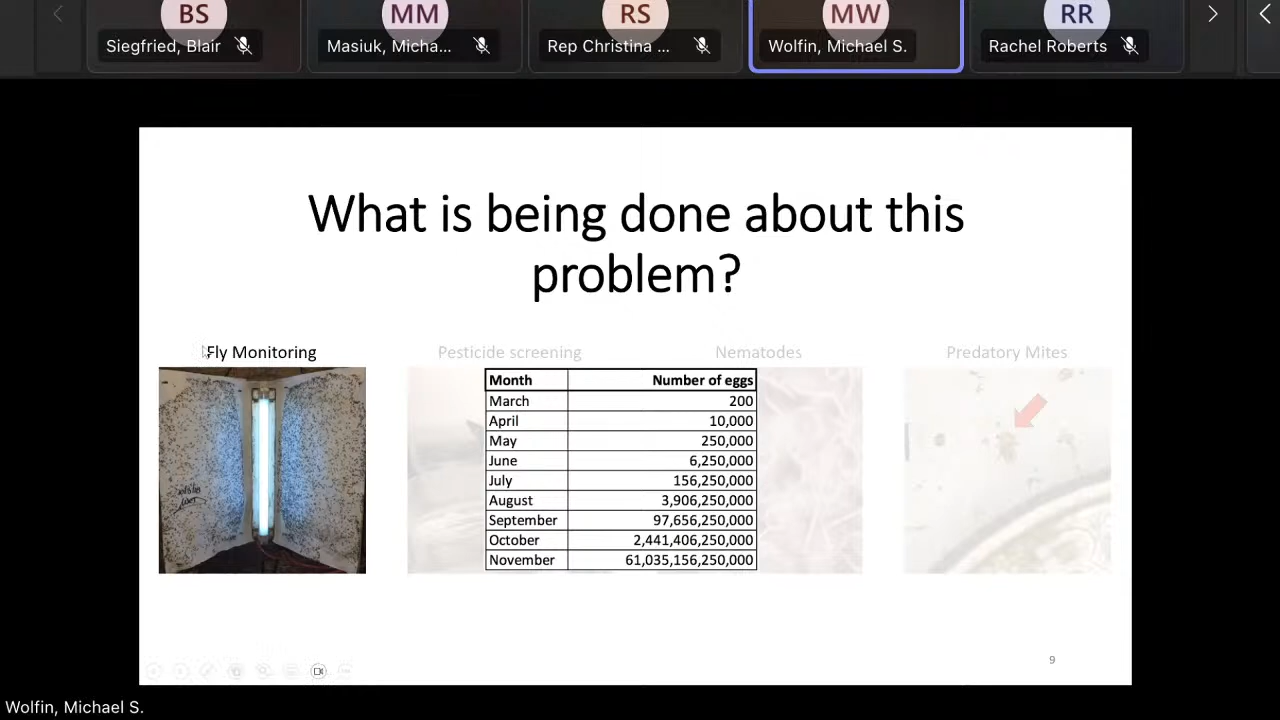 BS
MM
RS
MW
RR
Siegfried, Blair
Masiuk, Micha...
Rep Christina ...
Wolfin, Michael S.
Rachel Roberts
What is being done about this
problem?
Fly Monitoring
Pesticide screening
Nematodes
Predatory Mites
Month Number of eggs
March 200
April 10,000
May 250,000
June 6,250,000
July 156,250,000
August 3,906,250,000
September 97,656,250,000
October 2,441,406,250,000
November 61,035,156,250,000
9
Wolfin, Michael S.